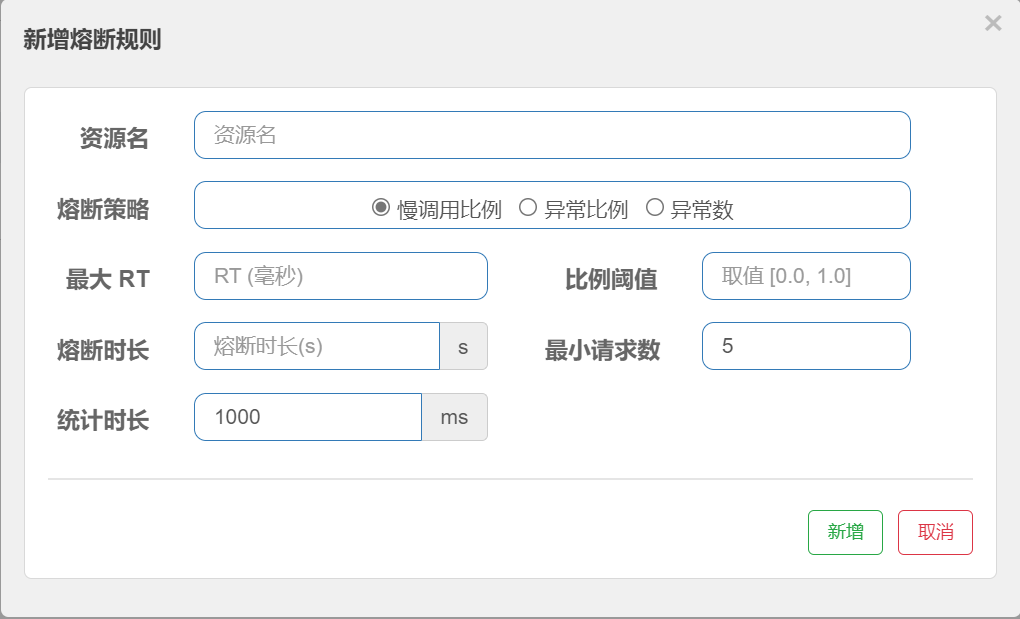 新增熔断规则
×
资源名 资源名
熔断策略 慢调用比例 异常比例 异常数
最大 RT RT (毫秒) 比例阈值 取值 [0.0, 1.0]
熔断时长 熔断时长(s) s 最小请求数 5
统计时长 1000 ms
新增 取消